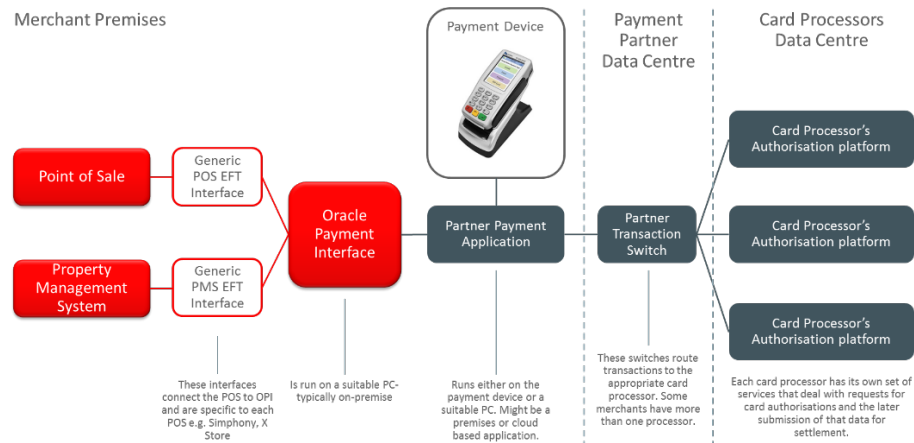 Merchant Premises
Payment Device
Payment
Partner
Data Centre
Card Processors
Data Centre
Point of Sale
Generic
POS EFT
Interface
Property
Management
System
Generic
PMS EFT
Interface
Oracle
Payment
Interface
Partner Payment
Application
Partner
Transaction
Switch
Card Processor's
Authorisation platform
Card Processor's
Authorisation platform
Card Processor's
Authorisation platform
These interfaces
connect the POS to OPI
and are specific to each
POS e.g. Simphony, X
Store
Is run on a suitable PC-
typically on-premise
Runs either on the
payment device or a
suitable PC. Might be a
premises or cloud
based application.
These switches route
transactions to the
appropriate card
processor. Some
merchants have more
than one processor.
Each card processor has its own set of
services that deal with requests for
card authorisations and the later
submission of that data for
settlement.